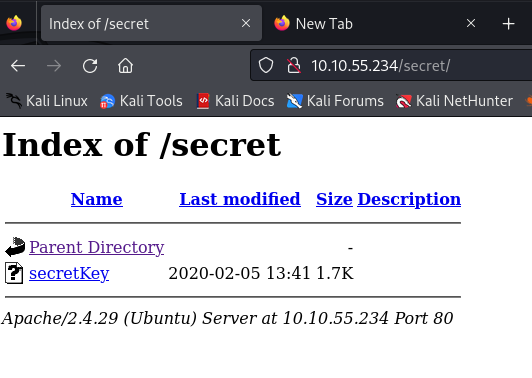 Index of /secret
New Tab
10.10.55.234/secret/
Kali Linux Kali Tools Kali Docs Kali Forums Kali NetHunter
Index of /secret
Name Last modified Size Description
Parent Directory -
secretKey 2020-02-05 13:41 1.7K
Apache/2.4.29 (Ubuntu) Server at 10.10.55.234 Port 80